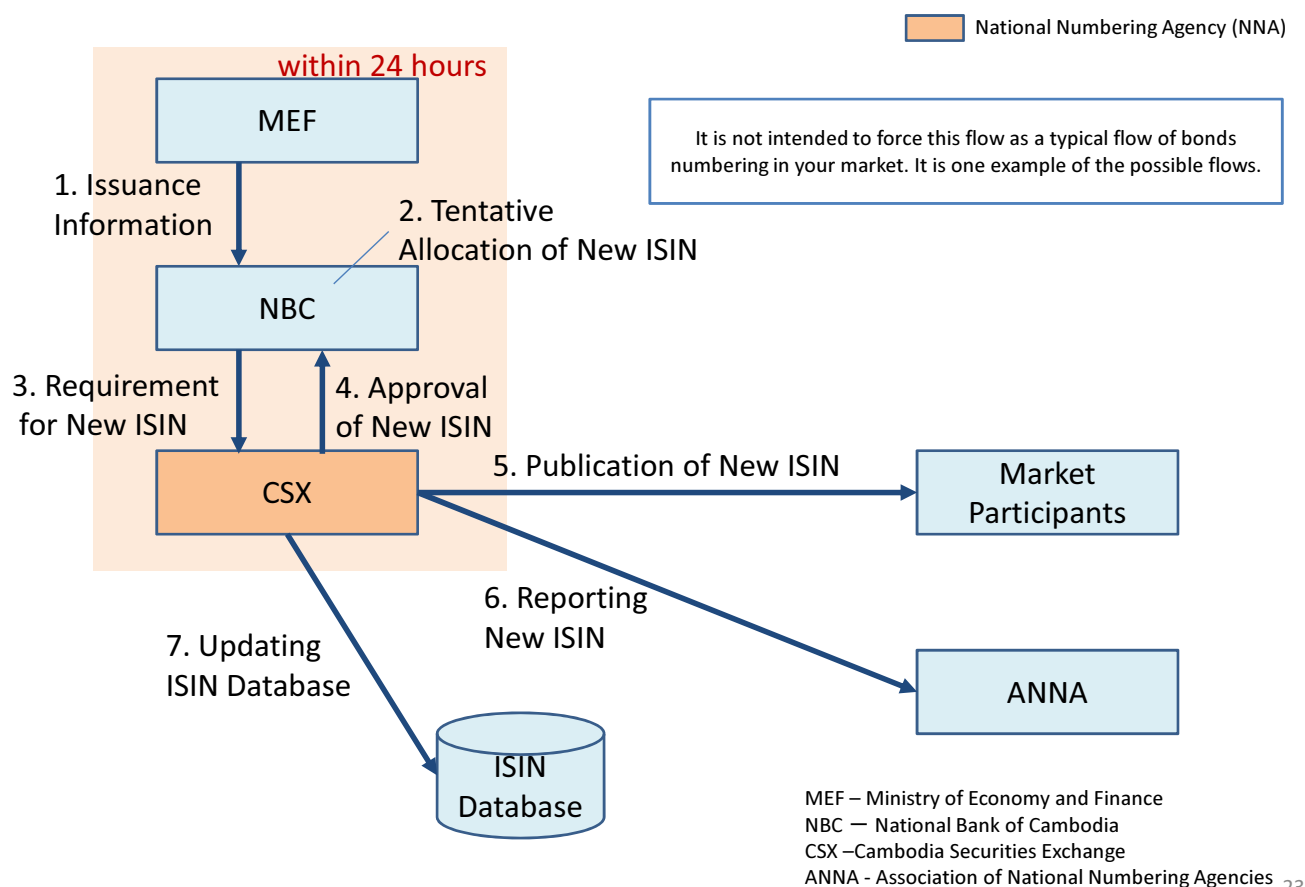 National Numbering Agency (NNA)
within 24 hours
MEF
It is not intended to force this flow as a typical flow of bonds
numbering in your market. It is one example of the possible flows.
1. Issuance
Information
2. Tentative
Allocation of New ISIN
NBC
3. Requirement
for New ISIN
4. Approval
of New ISIN
CSX
5. Publication of New ISIN
Market
Participants
6. Reporting
New ISIN
7. Updating
ISIN Database
ANNA
ISIN
Database
MEF – Ministry of Economy and Finance
NBC — National Bank of Cambodia
CSX –Cambodia Securities Exchange
ANNA - Association of National Numbering Agencies
23